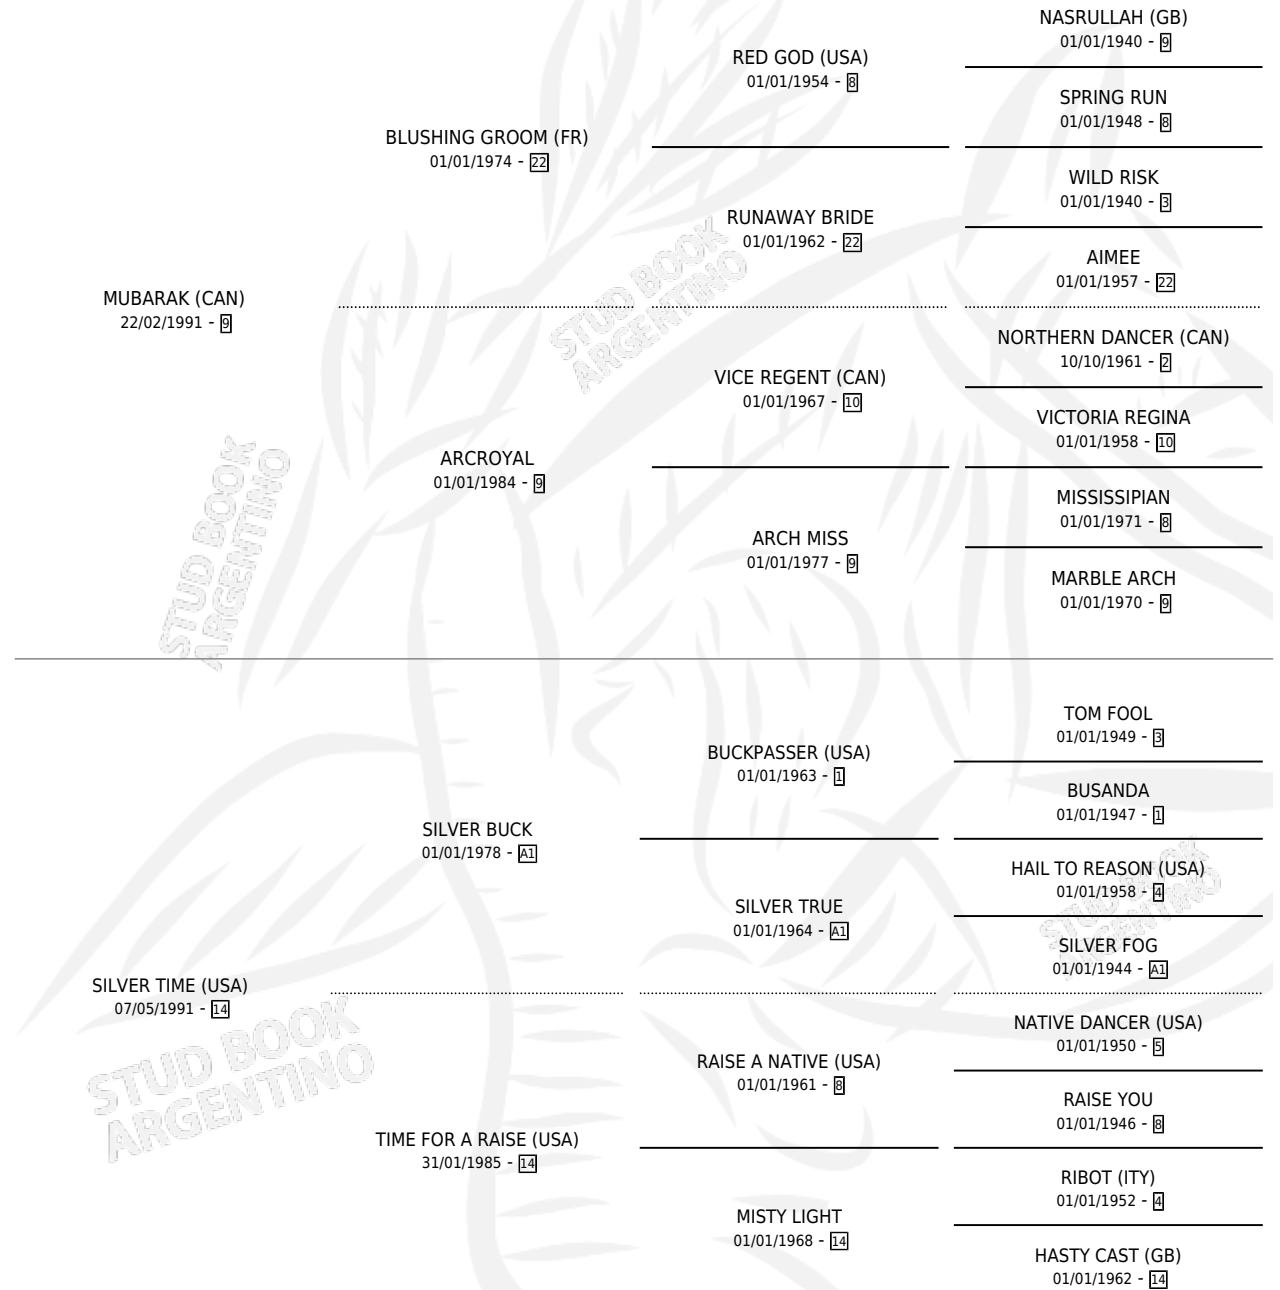 NASRULLAH (GB)
01/01/1940 - 9
RED GOD (USA)
01/01/1954 - 8
SPRING RUN
01/01/1948 - 8
BLUSHING GROOM (FR)
01/01/1974 - 22
WILD RISK
01/01/1940 - 3
RUNAWAY BRIDE
01/01/1962 - 22
AIMEE
01/01/1957 - 22
MUBARAK (CAN)
22/02/1991 - 9
NORTHERN DANCER (CAN)
10/10/1961 - 2
VICE REGENT (CAN)
01/01/1967 - 10
VICTORIA REGINA
01/01/1958 - 10
ARCROYAL
01/01/1984 - 9
MISSISSIPIAN
01/01/1971 - 8
ARCH MISS
01/01/1977 - 9
MARBLE ARCH
01/01/1970 - 9
TOM FOOL
01/01/1949 - 3
BUCKPASSER (USA)
01/01/1963 - 1
BUSANDA
01/01/1947 - 1
SILVER BUCK
01/01/1978 - A1
HAIL TO REASON (USA)
01/01/1958 - 4
SILVER TRUE
01/01/1964 - A1
SILVER FOG
01/01/1944 - A1
SILVER TIME (USA)
07/05/1991 - 14
NATIVE DANCER (USA)
01/01/1950 - 5
RAISE A NATIVE (USA)
01/01/1961 - 8
RAISE YOU
01/01/1946 - 8
TIME FOR A RAISE (USA)
31/01/1985 - 14
RIBOT (ITY)
01/01/1952 - 4
MISTY LIGHT
01/01/1968 - 14
HASTY CAST (GB)
01/01/1962 - 14
STUD BOOK
ARGENTINO
STUD BOOK
ARGENTINO
STUD BOOK
ARGENTINO
STUD BOOK
ARGENTINO